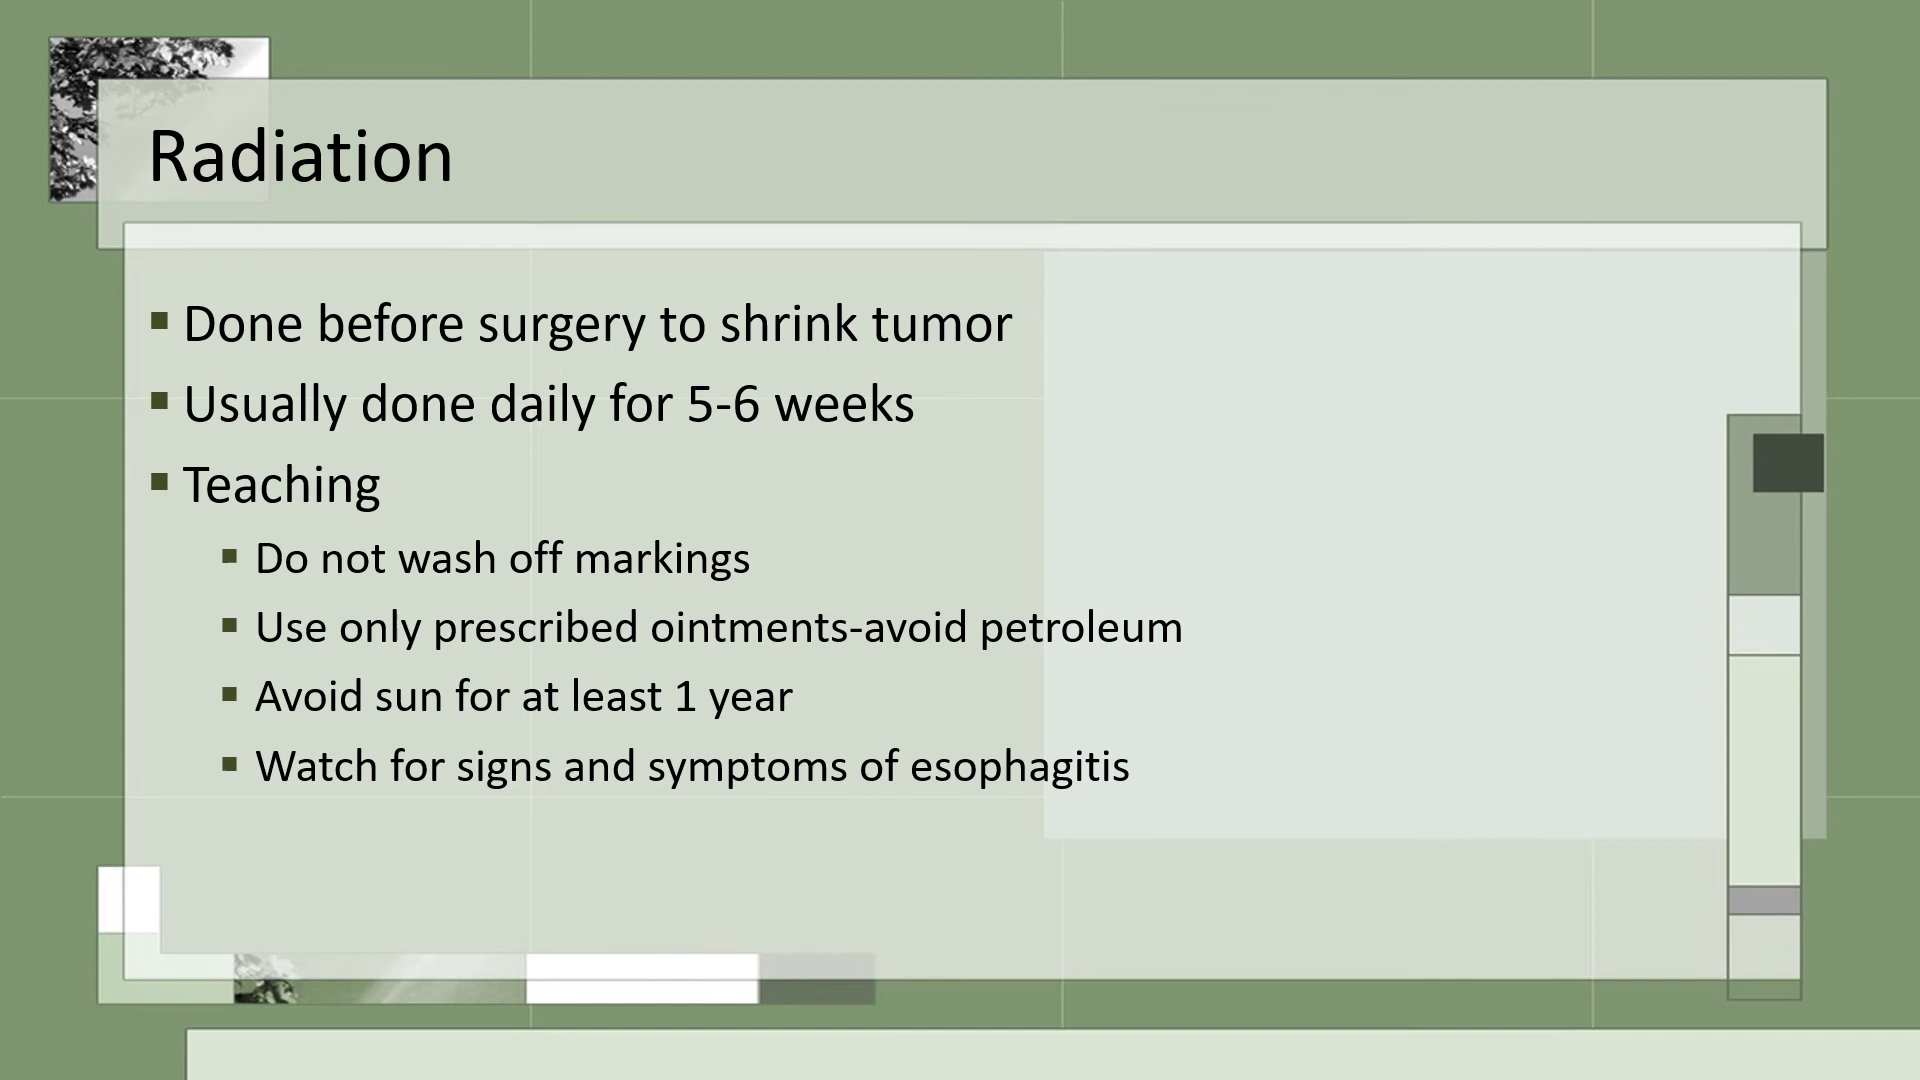 Radiation
Done before surgery to shrink tumor
Usually done daily for 5-6 weeks
Teaching
Do not wash off markings
Use only prescribed ointments-avoid petroleum
Avoid sun for at least 1 year
Watch for signs and symptoms of esophagitis